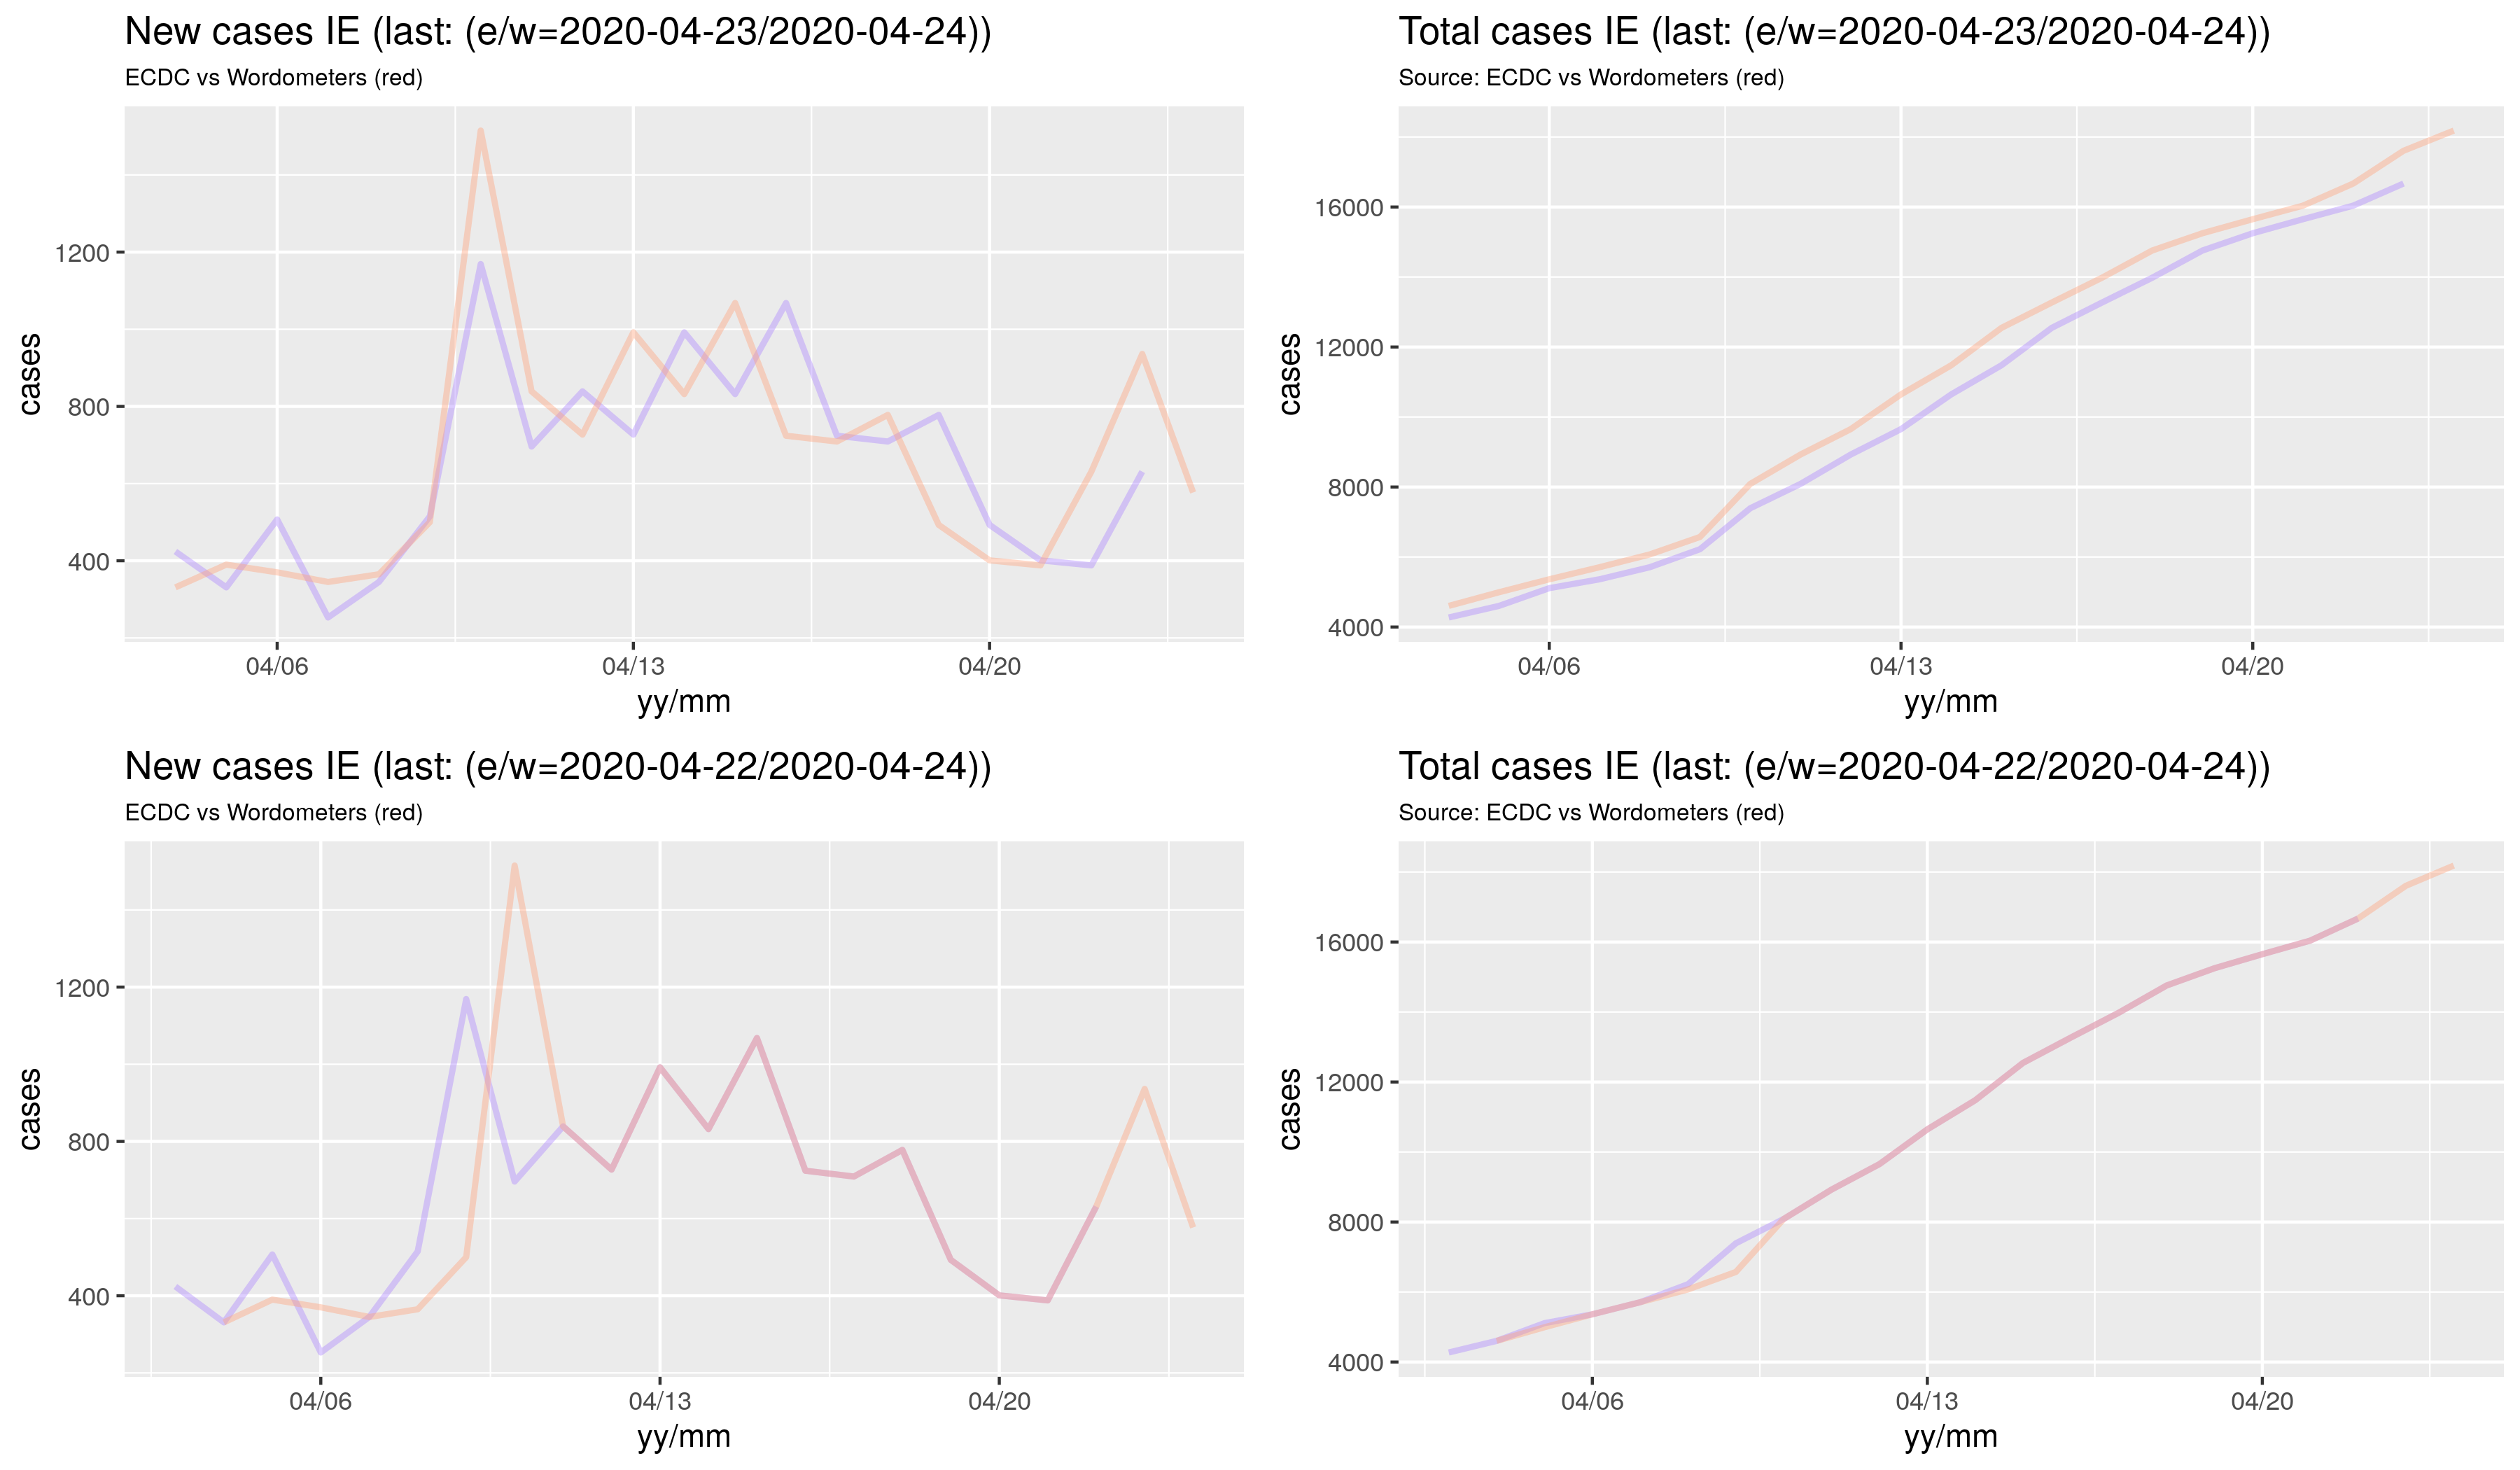 New cases IE (last: (e/w=2020-04-23/2020-04-24))
ECDC vs Wordometers (red)
cases
1200
800
400
04/06 04/13 04/20
yy/mm
Total cases IE (last: (e/w=2020-04-23/2020-04-24))
Source: ECDC vs Wordometers (red)
cases
16000
12000
8000
4000
04/06 04/13 04/20
yy/mm
New cases IE (last: (e/w=2020-04-22/2020-04-24))
ECDC vs Wordometers (red)
cases
1200
800
400
04/06 04/13 04/20
yy/mm
Total cases IE (last: (e/w=2020-04-22/2020-04-24))
Source: ECDC vs Wordometers (red)
cases
16000
12000
8000
4000
04/06 04/13 04/20
yy/mm